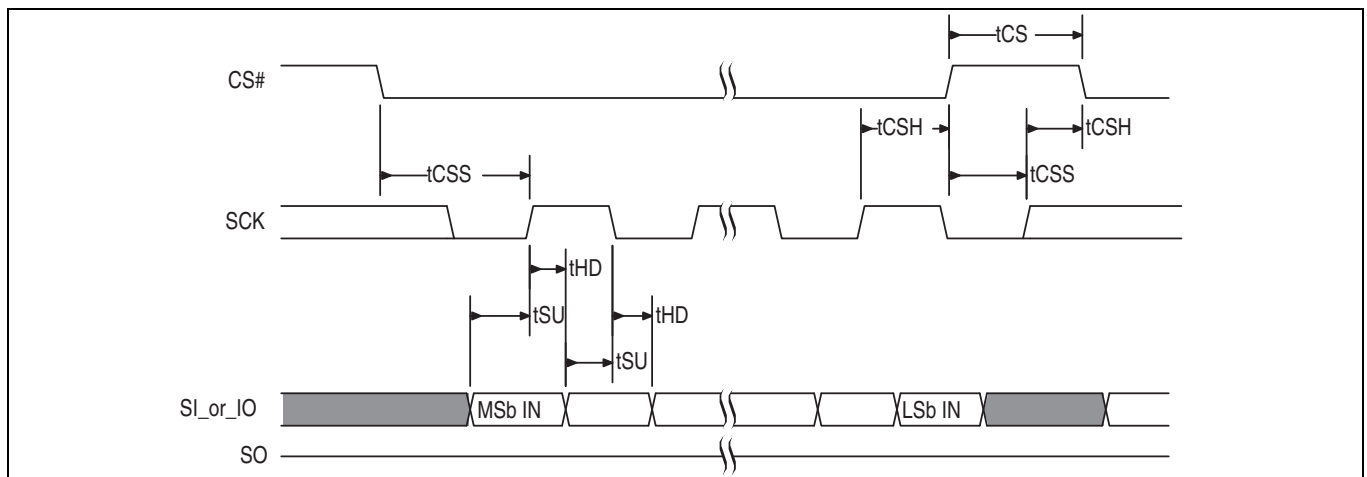 tCS
CS#
tCSH
tCSH
tCSS
tCSS
SCK
tHD
tSU
tHD
tSU
SI_or_IO
MSb IN
LSb IN
SO